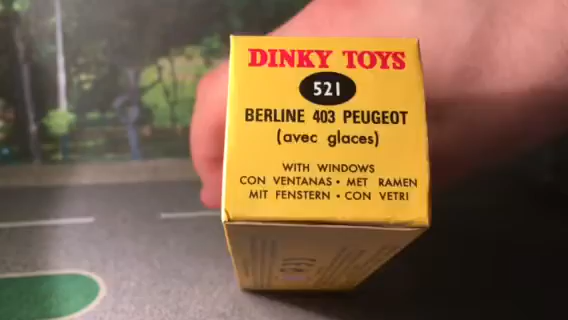 DINKY TOYS
521
BERLINE 403 PEUGEOT
(avec glaces)
WITH WINDOWS
CON VENTANAS • MET RAMEN
MIT FENSTERN • CON VETRI